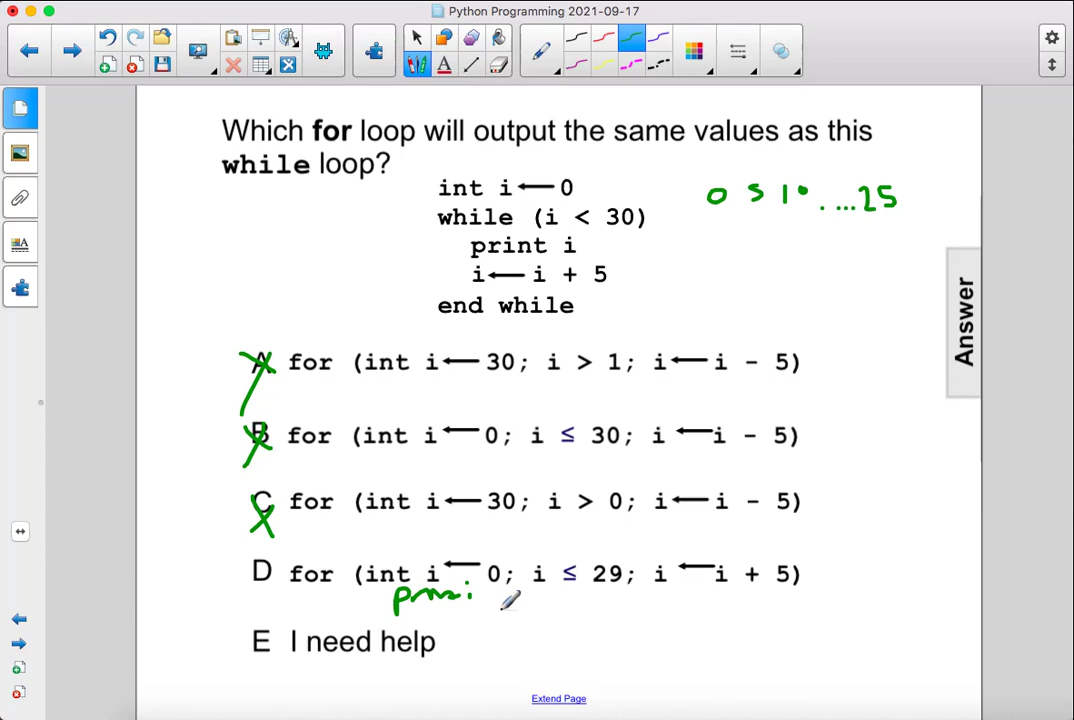 Python Programming 2021-09-17
Which for loop will output the same values as this
while loop?
int i ← 0
while (i < 30)
print i
i ← i + 5
end while
0 5 10 . ... 25
A for (int i ← 30; i > 1; i ← i - 5)
B for (int i ← 0; i ≤ 30; i ← i - 5)
C for (int i ← 30; i > 0; i ← i - 5)
D for (int i ← 0; i ≤ 29; i ← i + 5)
E I need help
Answer
Extend Page